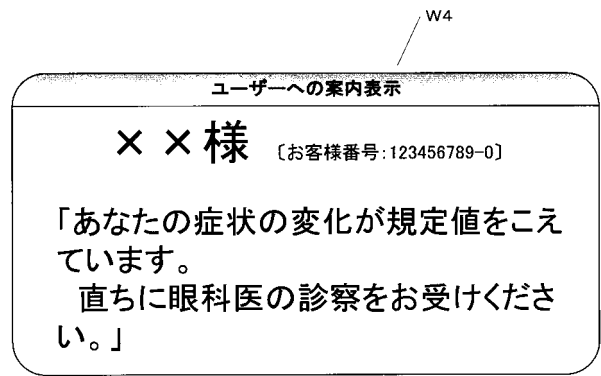 W4
ユーザーへの案内表示
××様 〔お客様番号:123456789-0〕
「あなたの症状の変化が規定値をこえ
ています。
直ちに眼科医の診察をお受けくださ
い。」